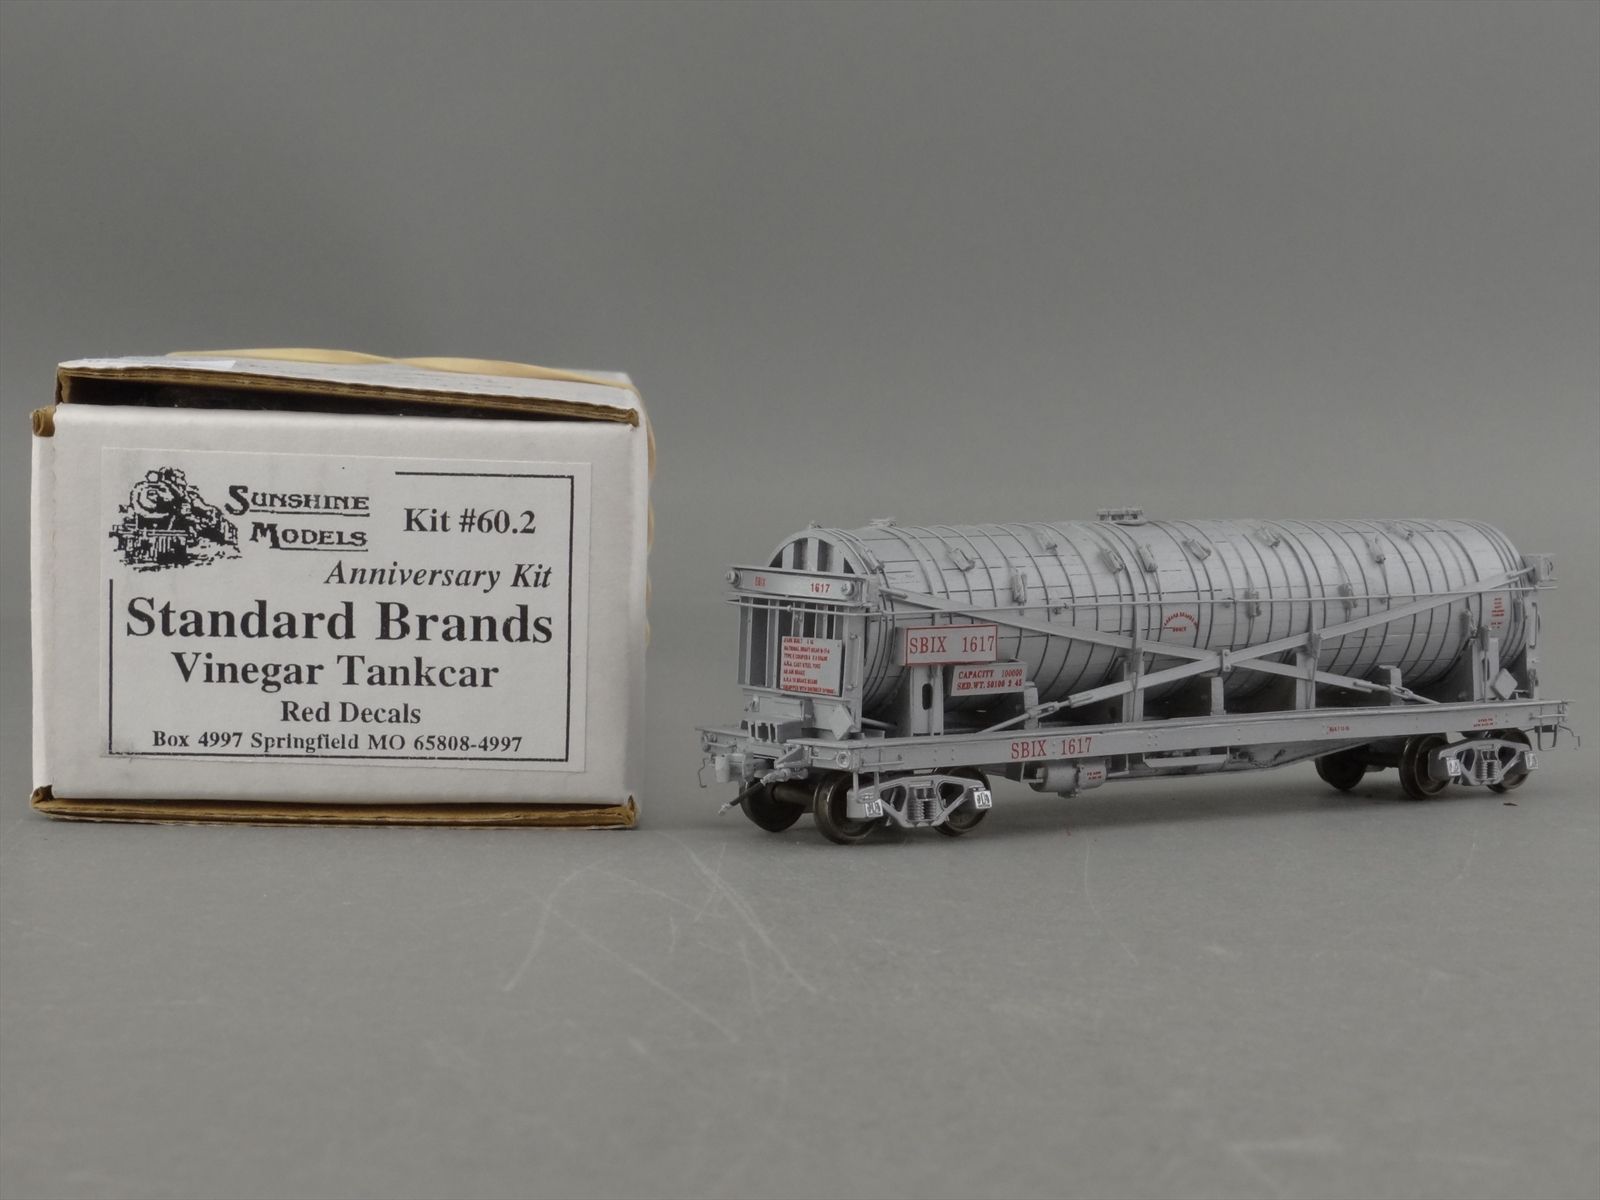 SUNSHINE
MODELS
Kit #60.2
Anniversary Kit
Standard Brands
Vinegar Tankcar
Red Decals
Box 4997 Springfield MO 65808-4997
SBIX 1617
SBIX 1617
CAPACITY 100000
SBIX 1617